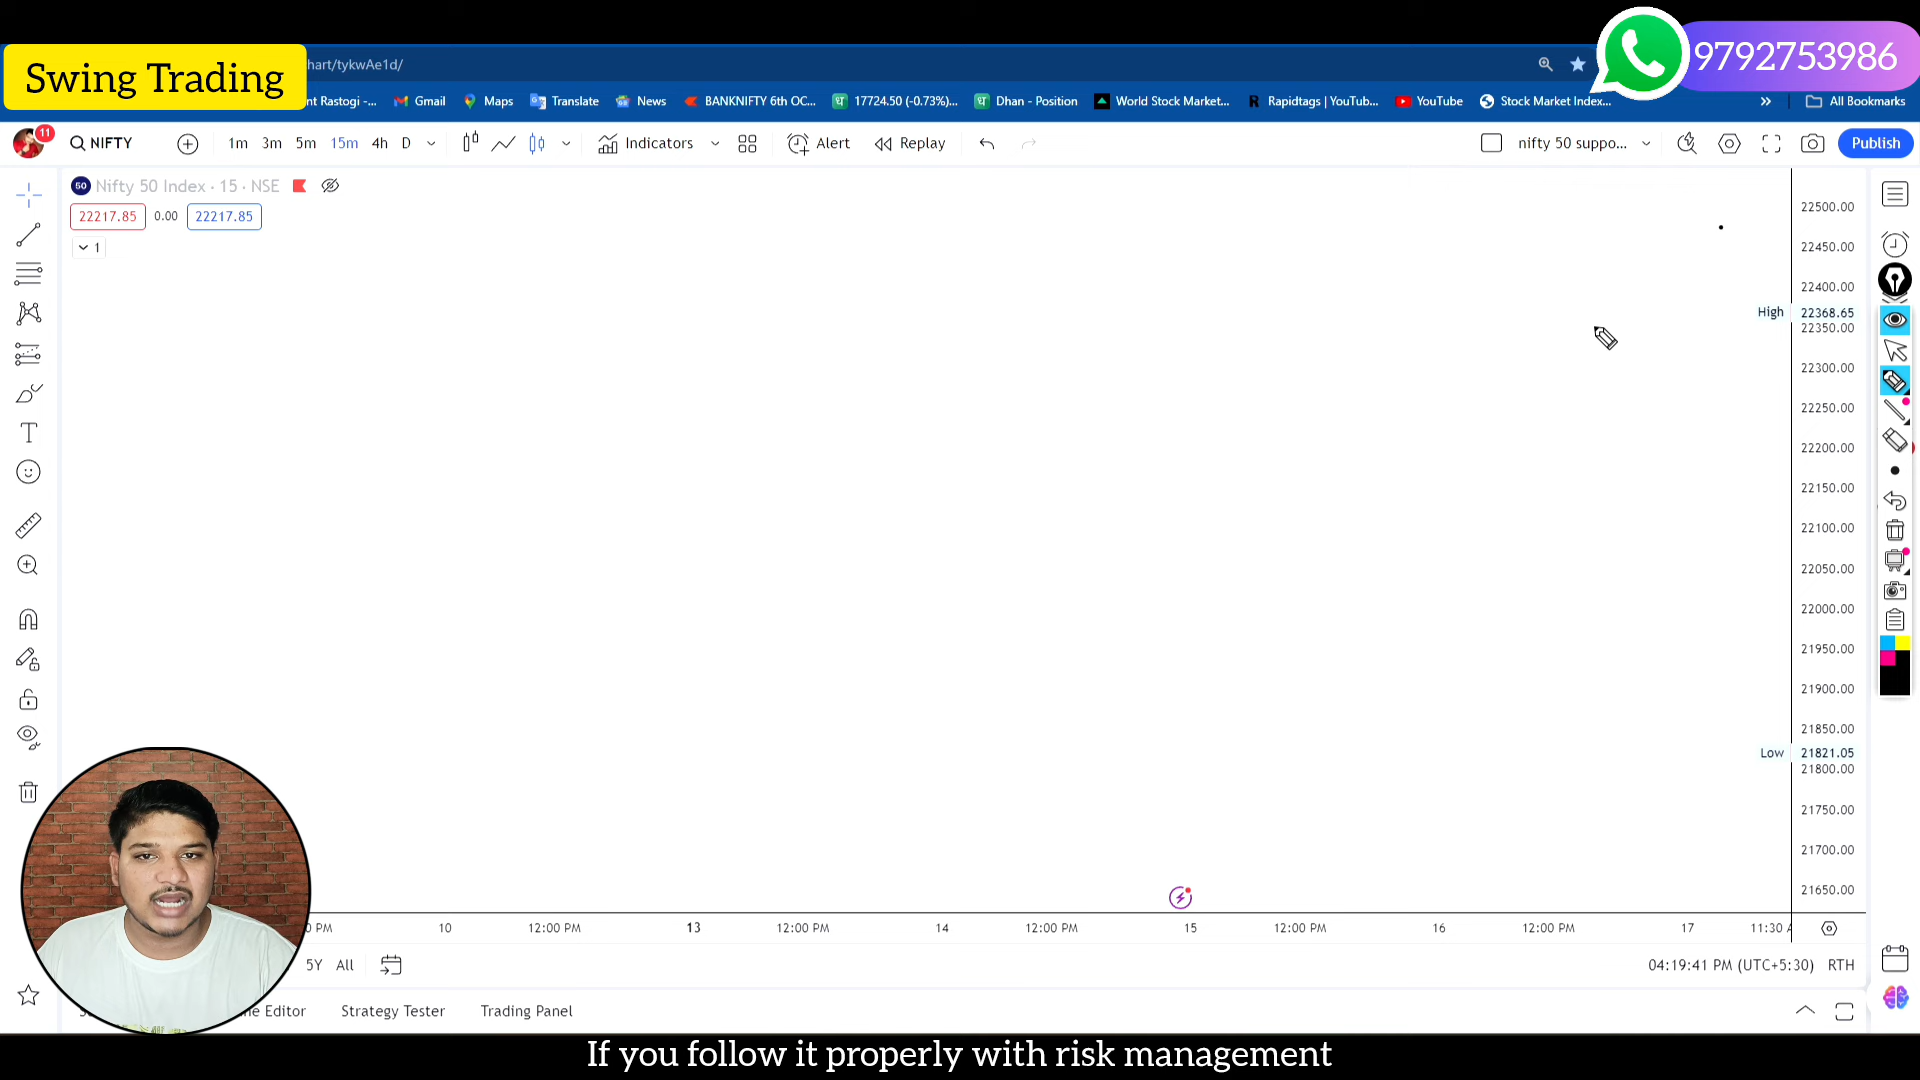 Swing Trading
9792753986
hart/tykwAe1d/
nt Rastogi -...
Gmail
Maps
Translate
News
BANKNIFTY 6th OC...
17724.50 (-0.73%)...
Dhan - Position
World Stock Market...
Rapidtags | YouTub...
YouTube
Stock Market Index...
All Bookmarks
11
NIFTY
1m
3m
5m
15m
4h
D
Indicators
Alert
Replay
nifty 50 suppo...
Publish
50
Nifty 50 Index · 15 · NSE
22217.85
0.00
22217.85
1
22500.00
22450.00
22400.00
High 22368.65
22350.00
22300.00
22250.00
22200.00
22150.00
22100.00
22050.00
22000.00
21950.00
21900.00
21850.00
Low 21821.05
21800.00
21750.00
21700.00
21650.00
PM
10
12:00 PM
13
12:00 PM
14
12:00 PM
15
12:00 PM
16
12:00 PM
17
11:30
5Y
All
04:19:41 PM (UTC+5:30)
RTH
ne Editor
Strategy Tester
Trading Panel
If you follow it properly with risk management